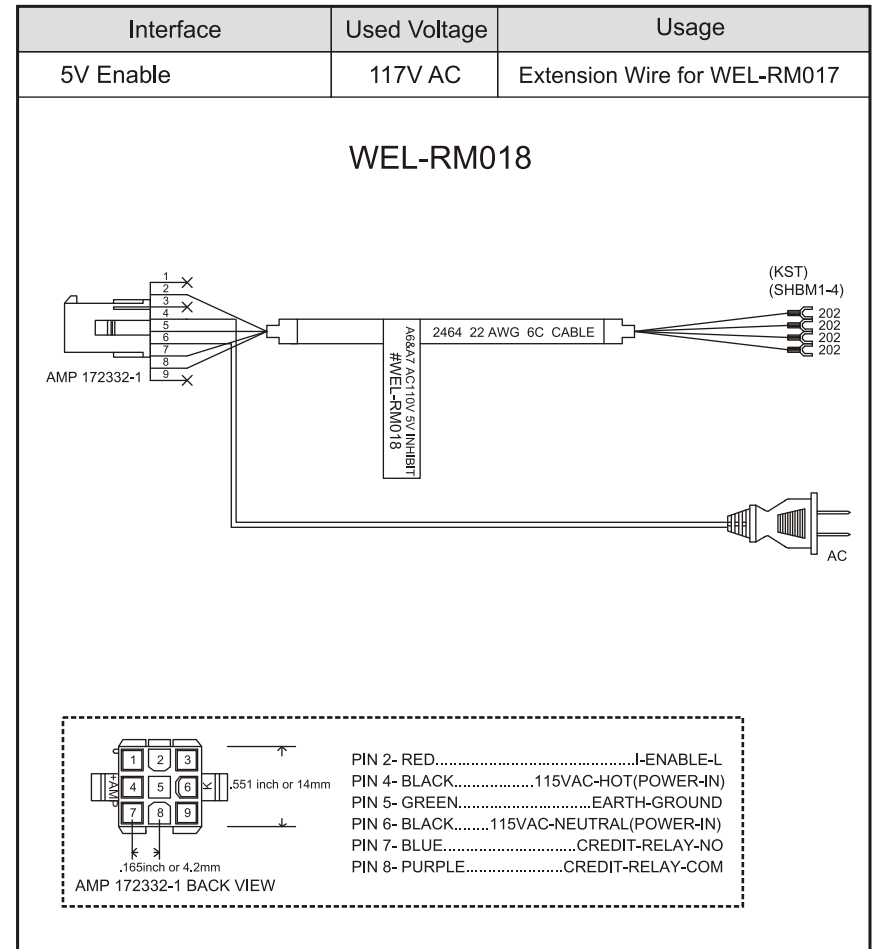 Interface Used Voltage Usage
5V Enable 117V AC Extension Wire for WEL-RM017
WEL-RM018
(KST)
(SHBM1-4)
202
202
202
202
1
2
3
4
5
6
7
8
9
AMP 172332-1
A6&A7 AC110V 5V INHIBIT
#WEL-RM018
2464 22 AWG 6C CABLE
AC
1 2 3
4 5 6
7 8 9
AMP
K
.551 inch or 14mm
.165inch or 4.2mm
AMP 172332-1 BACK VIEW
PIN 2- RED....................................I-ENABLE-L
PIN 4- BLACK..............115VAC-HOT(POWER-IN)
PIN 5- GREEN.......................EARTH-GROUND
PIN 6- BLACK.......115VAC-NEUTRAL(POWER-IN)
PIN 7- BLUE.......................CREDIT-RELAY-NO
PIN 8- PURPLE.................CREDIT-RELAY-COM